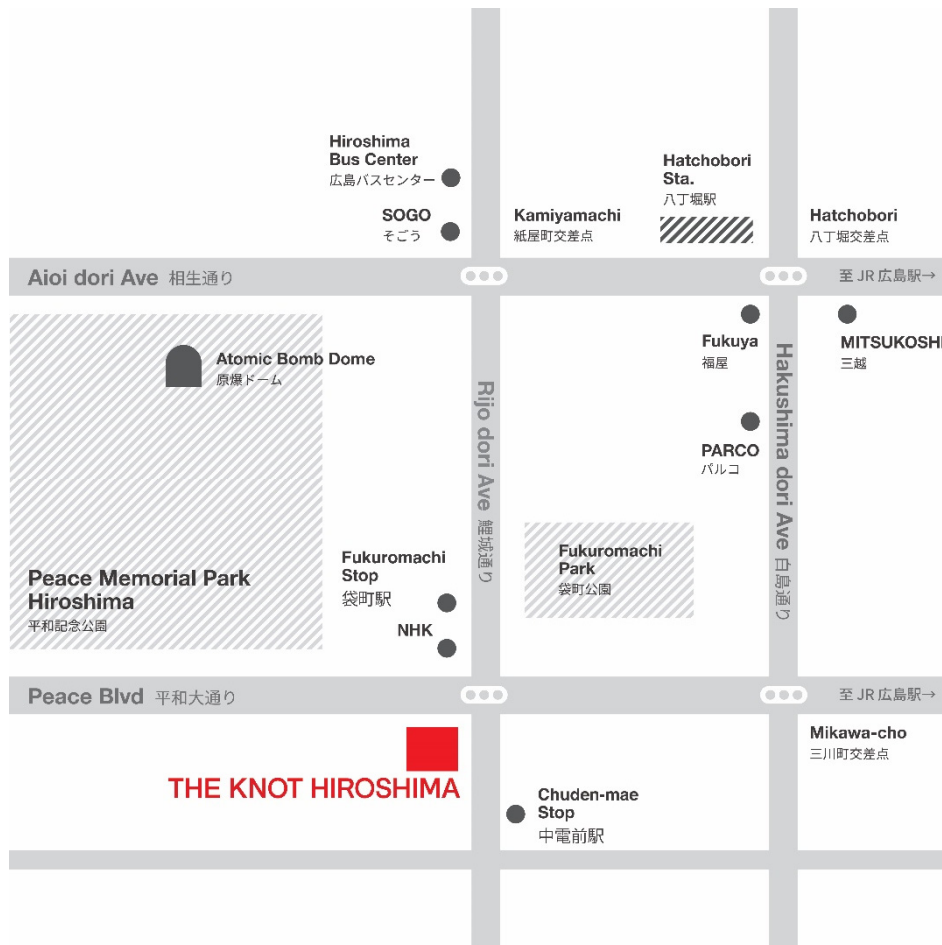 Hiroshima
Bus Center
広島バスセンター
SOGO
そごう
Kamiyamachi
紙屋町交差点
Hatchobori
Sta.
八丁堀駅
Hatchobori
八丁堀交差点
Aioi dori Ave 相生通り
至 JR 広島駅→
Atomic Bomb Dome
原爆ドーム
Fukuya
福屋
MITSUKOSHI
三越
PARCO
パルコ
Rijo dori Ave 鯉城通り
Hakushima dori Ave 白島通り
Peace Memorial Park
Hiroshima
平和記念公園
Fukuromachi
Stop
袋町駅
NHK
Fukuromachi
Park
袋町公園
Peace Blvd 平和大通り
至 JR 広島駅→
THE KNOT HIROSHIMA
Chuden-mae
Stop
中電前駅
Mikawa-cho
三川町交差点